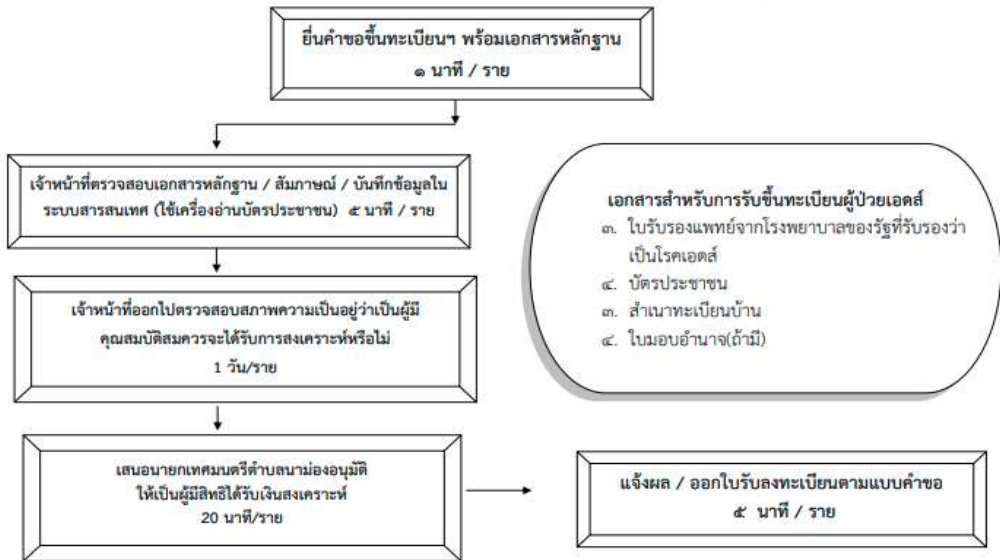 ยื่นคำขอขึ้นทะเบียนฯ พร้อมเอกสารหลักฐาน
๑ นาที / ราย
เจ้าหน้าที่ตรวจสอบเอกสารหลักฐาน / สัมภาษณ์ / บันทึกข้อมูลใน
ระบบสารสนเทศ (ใช้เครื่องอ่านบัตรประชาชน) ๕ นาที / ราย
เจ้าหน้าที่ออกไปตรวจสอบสภาพความเป็นอยู่ว่าเป็นผู้มี
คุณสมบัติสมควรจะได้รับการสงเคราะห์หรือไม่
1 วัน/ราย
เสนอนายกเทศมนตรีตำบลนาม่องอนุมัติ
ให้เป็นผู้มีสิทธิได้รับเงินสงเคราะห์
20 นาที/ราย
แจ้งผล / ออกใบรับลงทะเบียนตามแบบคำขอ
๕ นาที / ราย
เอกสารสำหรับการรับขึ้นทะเบียนผู้ป่วยเอดส์
๓. ใบรับรองแพทย์จากโรงพยาบาลของรัฐที่รับรองว่า
เป็นโรคเอดส์
๔. บัตรประชาชน
๓. สำเนาทะเบียนบ้าน
๔. ใบมอบอำนาจ(ถ้ามี)